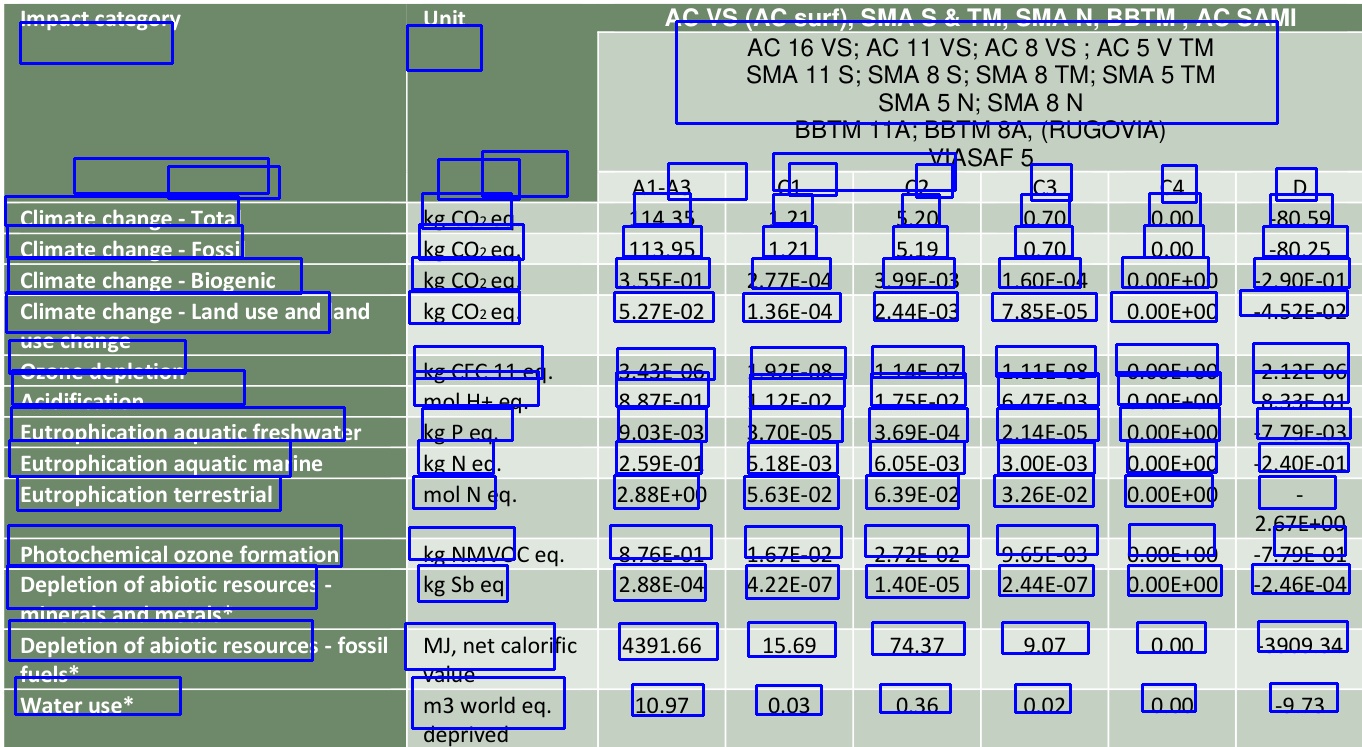 Impact category Unit AC VS (AC surf), SMA S & TM, SMA N, BBTM , AC SAMI
AC 16 VS; AC 11 VS; AC 8 VS ; AC 5 V TM
SMA 11 S; SMA 8 S; SMA 8 TM; SMA 5 TM
SMA 5 N; SMA 8 N
BBTM 11A; BBTM 8A, (RUGOVIA)
VIASAF 5
A1-A3 C1 C2 C3 C4 D
Climate change - Total kg CO2 eq. 114.35 1.21 5.20 0.70 0.00 -80.59
Climate change - Fossil kg CO2 eq. 113.95 1.21 5.19 0.70 0.00 -80.25
Climate change - Biogenic kg CO2 eq. 3.55E-01 2.77E-04 3.99E-03 1.60E-04 0.00E+00 -2.90E-01
Climate change - Land use and land kg CO2 eq. 5.27E-02 1.36E-04 2.44E-03 7.85E-05 0.00E+00 -4.52E-02
use change
Ozone depletion kg CFC 11 eq. 3.43E-06 1.92E-08 1.14E-07 1.11E-08 0.00E+00 -2.12E-06
Acidification mol H+ eq. 8.87E-01 1.12E-02 1.75E-02 6.47E-03 0.00E+00 -8.33E-01
Eutrophication aquatic freshwater kg P eq. 9.03E-03 3.70E-05 3.69E-04 2.14E-05 0.00E+00 -7.79E-03
Eutrophication aquatic marine kg N eq. 2.59E-01 5.18E-03 6.05E-03 3.00E-03 0.00E+00 -2.40E-01
Eutrophication terrestrial mol N eq. 2.88E+00 5.63E-02 6.39E-02 3.26E-02 0.00E+00 -
2.67E+00
Photochemical ozone formation kg NMVOC eq. 8.76E-01 1.67E-02 2.72E-02 9.65E-03 0.00E+00 -7.79E-01
Depletion of abiotic resources - kg Sb eq 2.88E-04 4.22E-07 1.40E-05 2.44E-07 0.00E+00 -2.46E-04
minerals and metals*
Depletion of abiotic resources - fossil MJ, net calorific 4391.66 15.69 74.37 9.07 0.00 -3909.34
fuels* value
Water use* m3 world eq. 10.97 0.03 0.36 0.02 0.00 -9.73
deprived